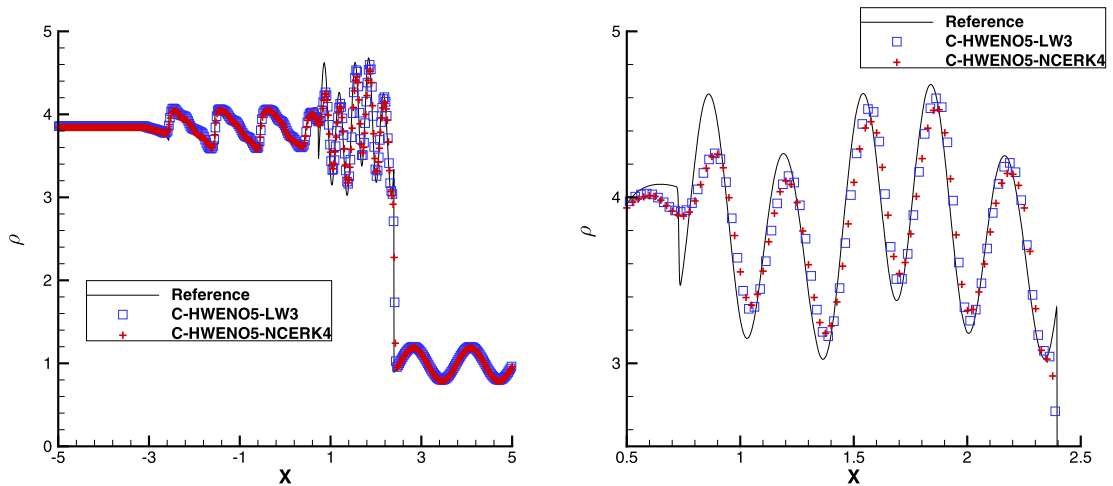 5
4
3
2
1
0
ρ
-5
-3
-1
1
3
5
X
Reference
C-HWENO5-LW3
C-HWENO5-NCERK4
Reference
C-HWENO5-LW3
C-HWENO5-NCERK4
5
4
3
ρ
0.5
1
1.5
2
2.5
X